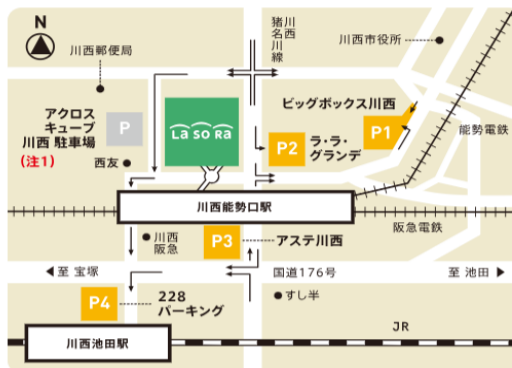 N
川西郵便局
川西
猪名川線
川西市役所
アクロス
キューブ
川西 駐車場
(注1)
P
La So Ra
ビッグボックス川西
P1
能勢電鉄
P2
ラ・ラ・
グランデ
西友
川西能勢口駅
阪急電鉄
川西
阪急
P3
アステ川西
◀至 宝塚
国道176号
至 池田 ▶
P4
228
パーキング
すし半
川西池田駅
JR